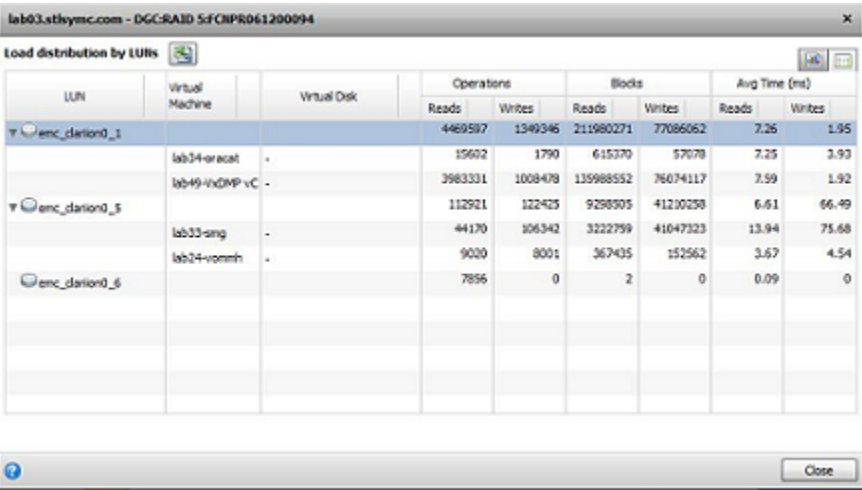 lab03.stlsymc.com - DGC:RAID 5:FCNPR061200094
Load distribution by LUNs
LUN Virtual Machine Virtual Disk Operations Blocks Avg Time (ms)
Reads Writes Reads Writes Reads Writes
emc_clariion0_1 4469597 1349346 211980271 77086062 7.26 1.95
lab34-oracat - 15602 1790 615370 57078 7.25 3.93
lab49-VxDMP vC - 3983331 1008478 135988552 76074117 7.59 1.92
emc_clariion0_5 112921 122425 9298505 41210258 6.61 66.49
lab33-smg - 44170 106342 3222759 41047323 13.94 75.68
lab24-vommh - 9020 8001 367435 152562 3.67 4.54
emc_clariion0_6 7856 0 2 0 0.09 0
Close